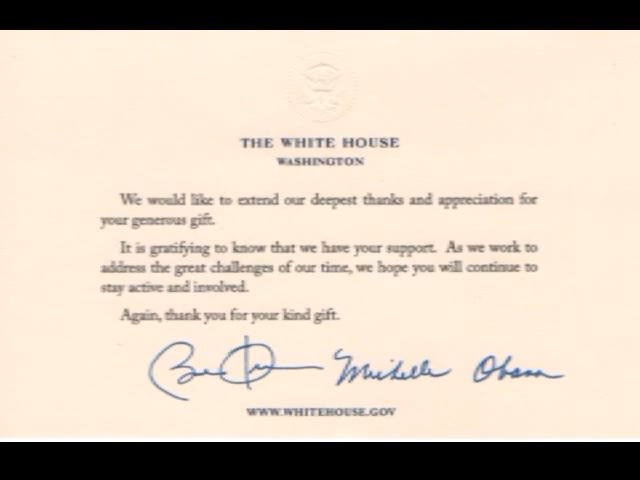 THE WHITE HOUSE
WASHINGTON
We would like to extend our deepest thanks and appreciation for
your generous gift.
It is gratifying to know that we have your support. As we work to
address the great challenges of our time, we hope you will continue to
stay active and involved.
Again, thank you for your kind gift.
Michelle Obama
WWW.WHITEHOUSE.GOV